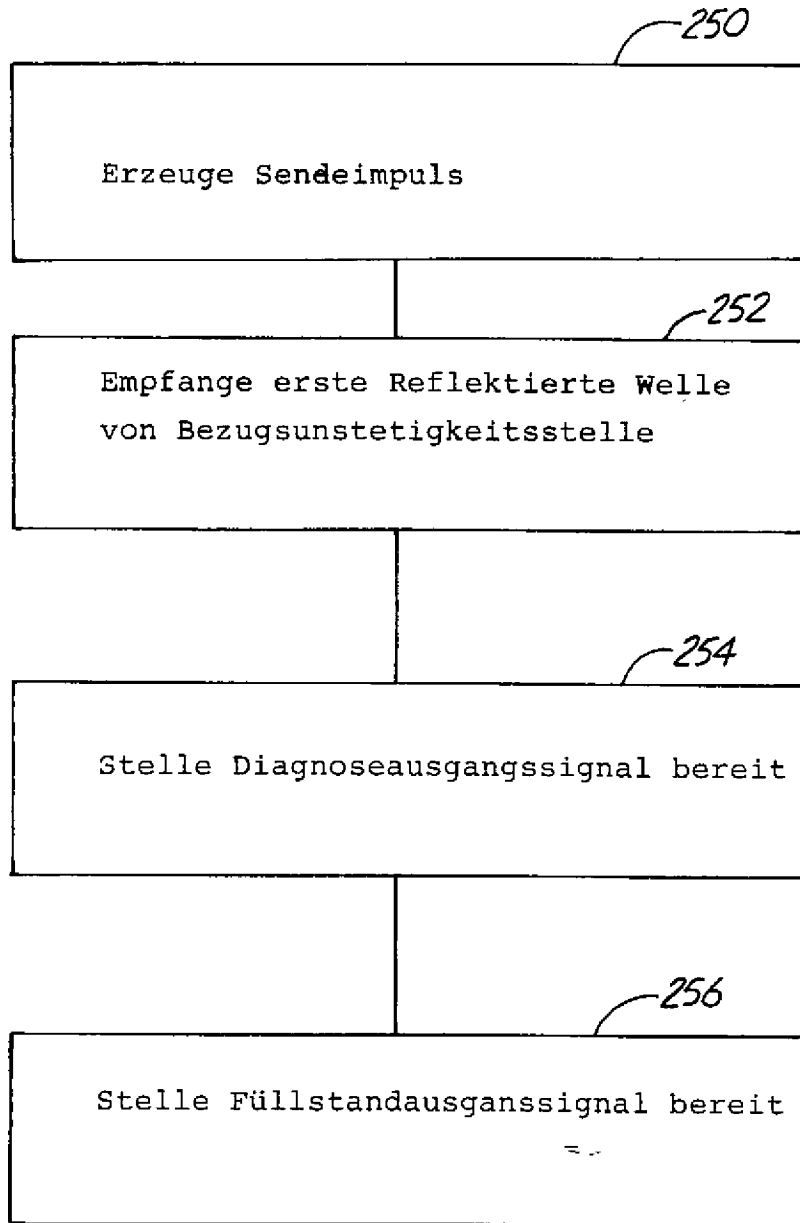 250
Erzeuge Sendeimpuls
252
Empfange erste Reflektierte Welle
von Bezugsunstetigkeitsstelle
254
Stelle Diagnoseausgangssignal bereit
256
Stelle Füllstandausganssignal bereit